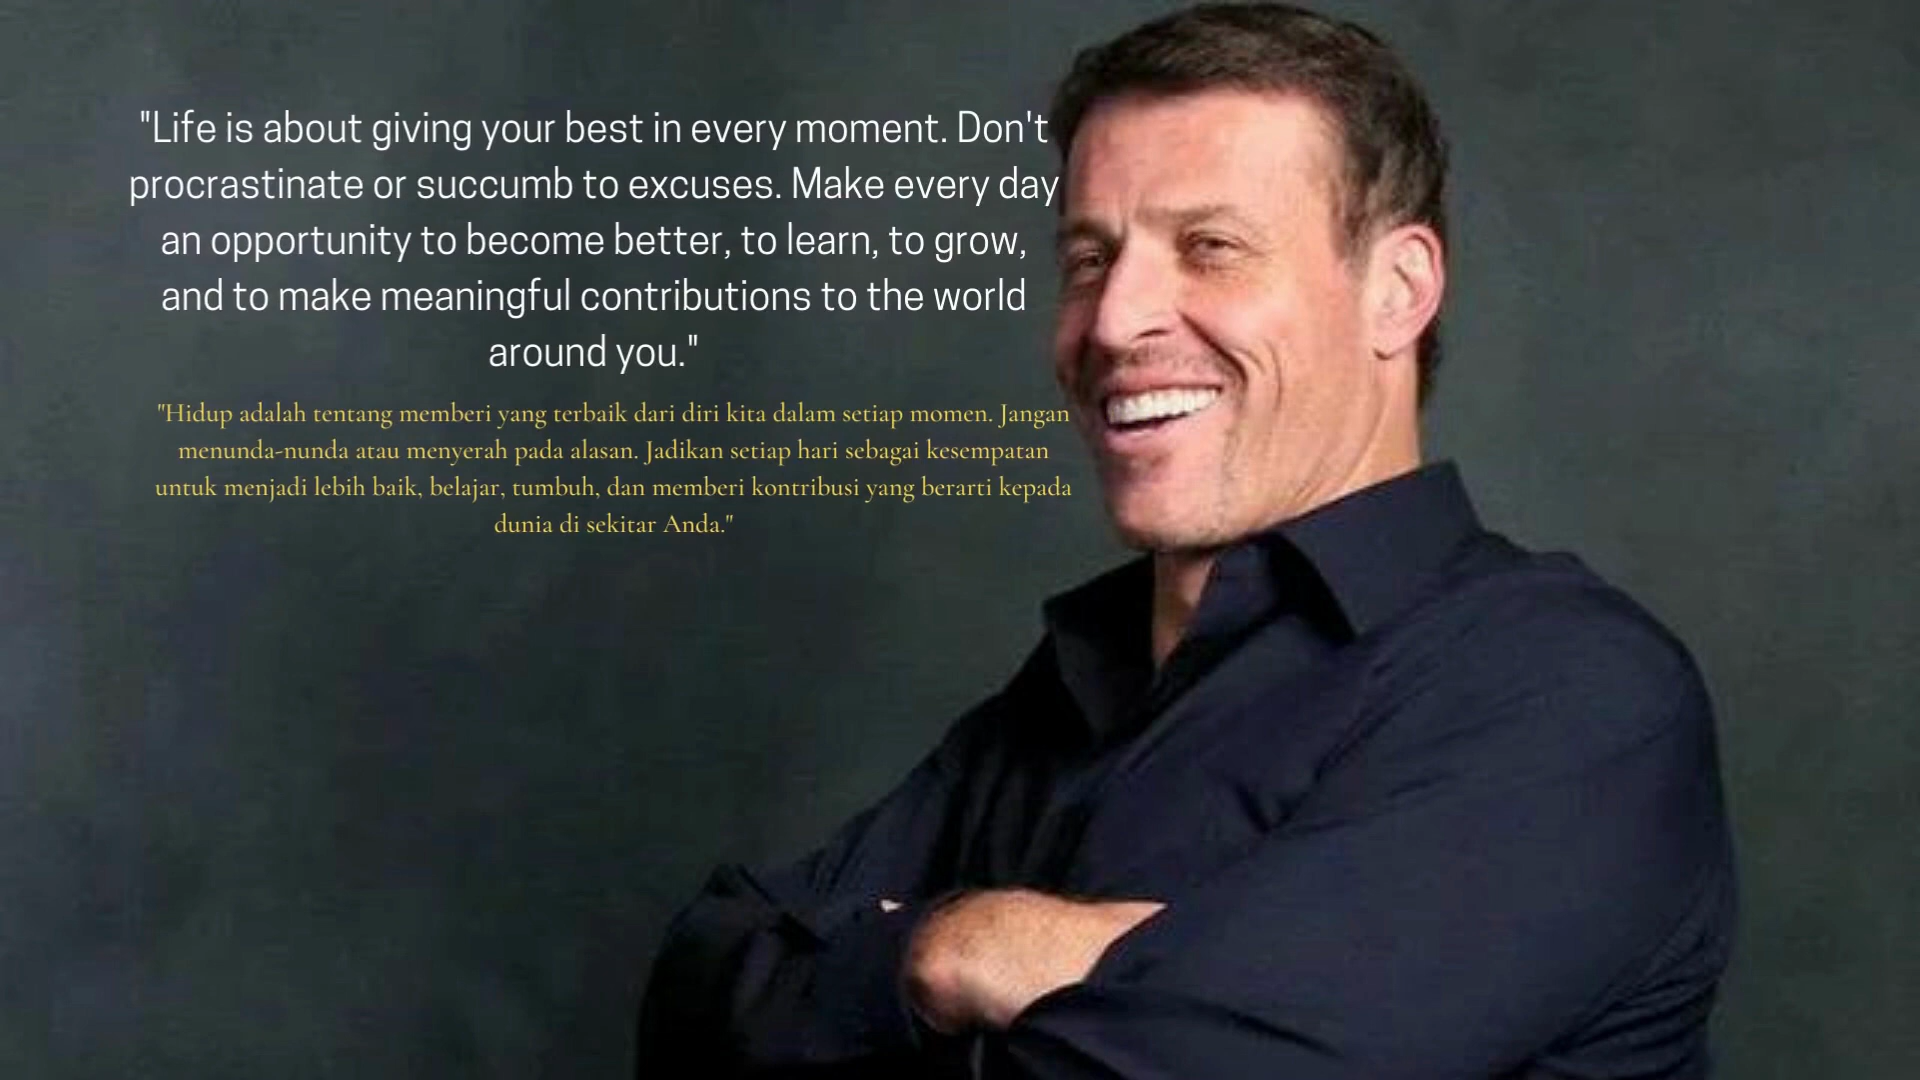 "Life is about giving your best in every moment. Don't
procrastinate or succumb to excuses. Make every day
an opportunity to become better, to learn, to grow,
and to make meaningful contributions to the world
around you."
"Hidup adalah tentang memberi yang terbaik dari diri kita dalam setiap momen. Jangan
menunda-nunda atau menyerah pada alasan. Jadikan setiap hari sebagai kesempatan
untuk menjadi lebih baik, belajar, tumbuh, dan memberi kontribusi yang berarti kepada
dunia di sekitar Anda."